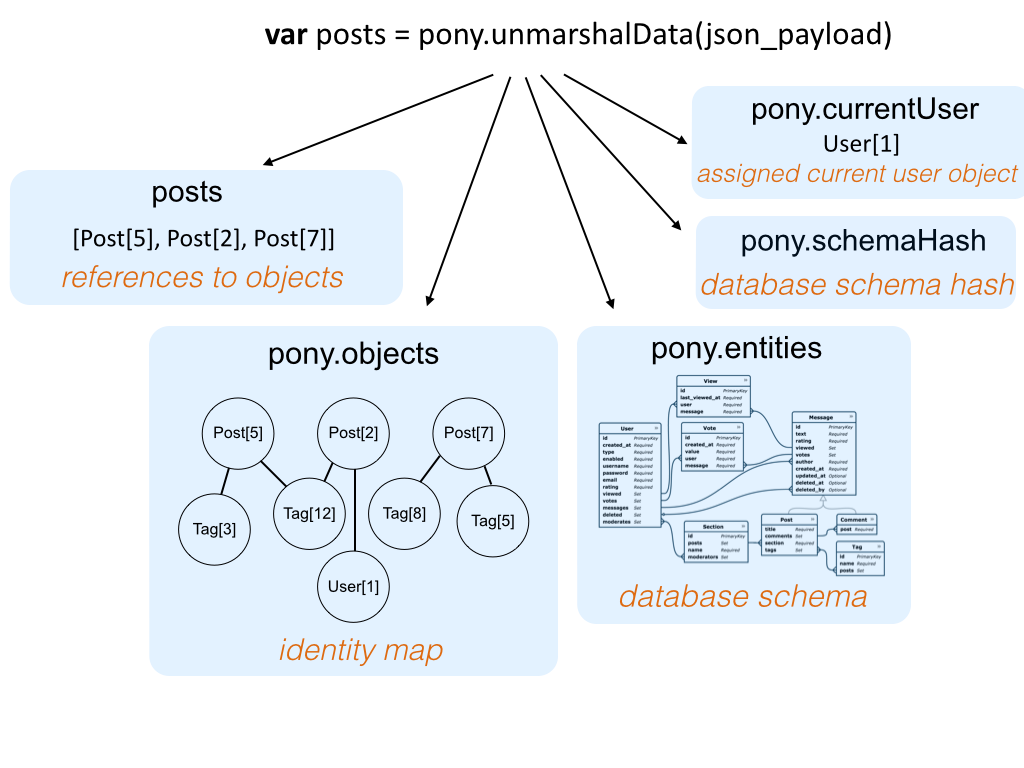 var posts = pony.unmarshalData(json_payload)
pony.currentUser
User[1]
assigned current user object
posts
[Post[5], Post[2], Post[7]]
references to objects
pony.schemaHash
database schema hash
pony.objects
Post[5]
Post[2]
Post[7]
Tag[3]
Tag[12]
Tag[8]
Tag[5]
User[1]
identity map
pony.entities
View
id PrimaryKey
last_viewed_at Required
user Required
message Required
User
id PrimaryKey
created_at Required
type Required
enabled Required
username Required
password Required
email Required
rating Required
viewed Set
votes Set
messages Set
deleted Set
moderates Set
Vote
id PrimaryKey
created_at Required
value Required
user Required
message Required
Message
id PrimaryKey
text Required
rating Required
viewed Set
votes Set
author Required
created_at Required
updated_at Optional
deleted_at Optional
deleted_by Optional
Section
id PrimaryKey
posts Set
name Required
moderators Set
Post
title Required
comments Set
section Required
tags Set
Comment
post Required
Tag
id PrimaryKey
name Required
posts Set
database schema